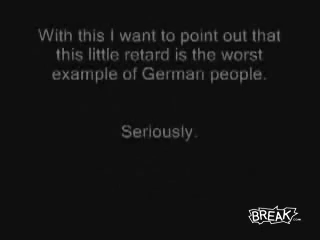 With this I want to point out that
this little retard is the worst
example of German people.
Seriously.
BREAK.com